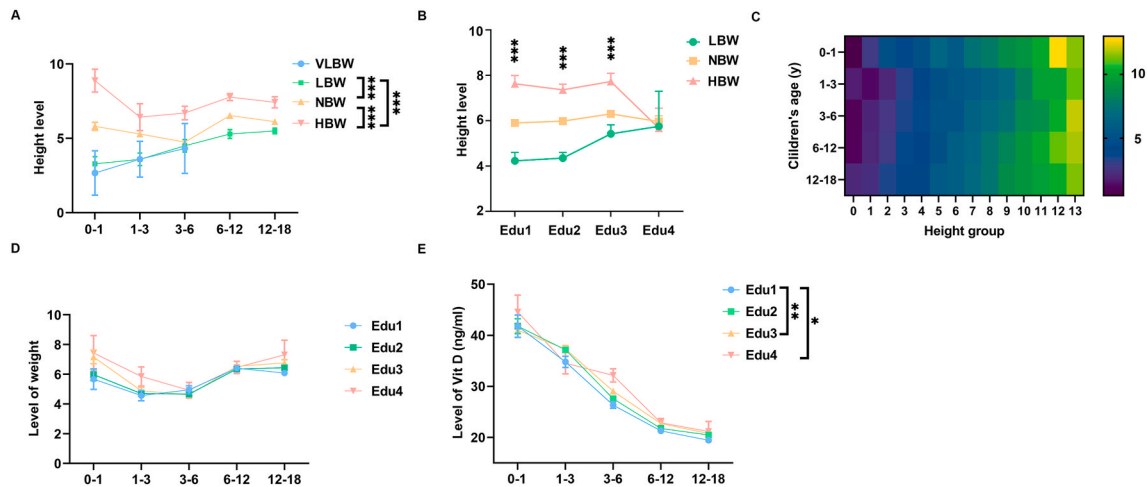 A
Height level
10
5
0
0-1
1-3
3-6
6-12
12-18
VLBW
LBW
NBW
HBW
***
***
***
B
Height level
10
8
6
4
2
***
***
***
Edu1
Edu2
Edu3
Edu4
LBW
NBW
HBW
C
Clildren's age (y)
0-1
1-3
3-6
6-12
12-18
0 1 2 3 4 5 6 7 8 9 10 11 12 13
Height group
10
5
D
Level of weight
10
8
6
4
2
0
0-1
1-3
3-6
6-12
12-18
Edu1
Edu2
Edu3
Edu4
E
Level of Vit D (ng/ml)
50
40
30
20
0-1
1-3
3-6
6-12
12-18
Edu1
Edu2
Edu3
Edu4
**
*